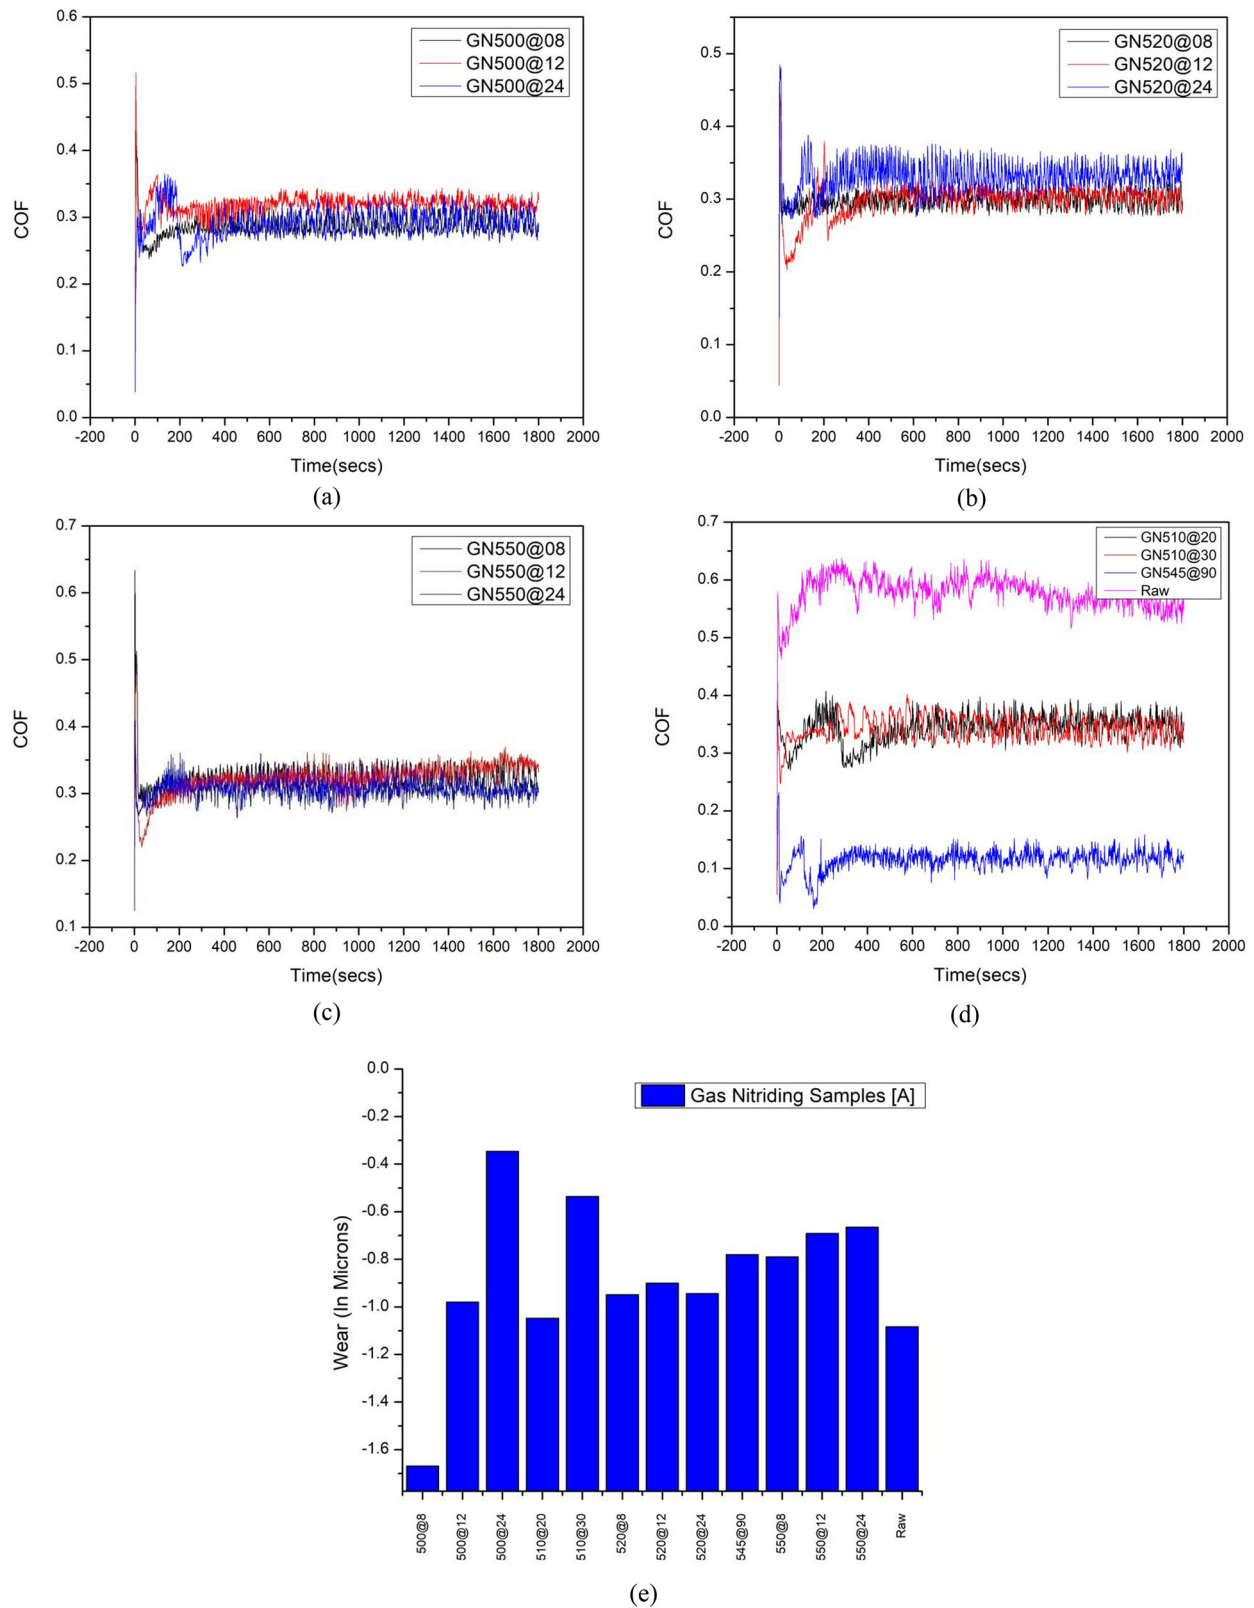 0.6
0.5
0.4
0.3
0.2
0.1
0.0
COF
GN500@08
GN500@12
GN500@24
-200 0 200 400 600 800 1000 1200 1400 1600 1800 2000
Time(secs)
(a)
0.5
0.4
0.3
0.2
0.1
0.0
COF
GN520@08
GN520@12
GN520@24
-200 0 200 400 600 800 1000 1200 1400 1600 1800 2000
Time(secs)
(b)
0.7
0.6
0.5
0.4
0.3
0.2
0.1
COF
GN550@08
GN550@12
GN550@24
-200 0 200 400 600 800 1000 1200 1400 1600 1800 2000
Time(secs)
(c)
0.7
0.6
0.5
0.4
0.3
0.2
0.1
0.0
COF
GN510@20
GN510@30
GN545@90
Raw
-200 0 200 400 600 800 1000 1200 1400 1600 1800 2000
Time(secs)
(d)
0.0
-0.2
-0.4
-0.6
-0.8
-1.0
-1.2
-1.4
-1.6
Wear (In Microns)
Gas Nitriding Samples [A]
500@8 500@12 500@24 510@20 510@30 520@8 520@12 520@24 545@90 550@8 550@12 550@24 Raw
(e)